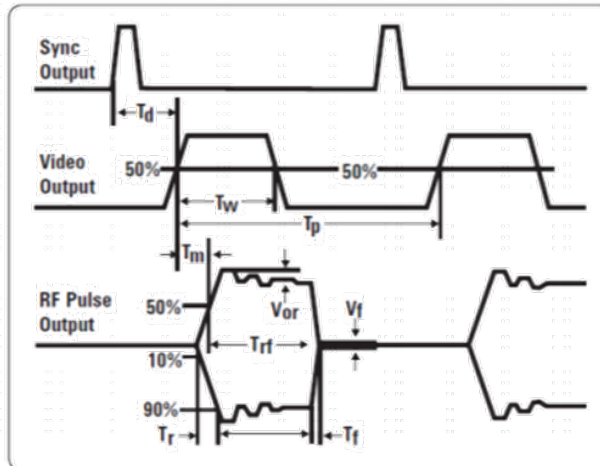 Sync
Output
Td
Video
Output
50%
50%
TW
Tp
Tm
RF Pulse
Output
50%
Vor
Vf
Trf
10%
90%
Tr
Tf